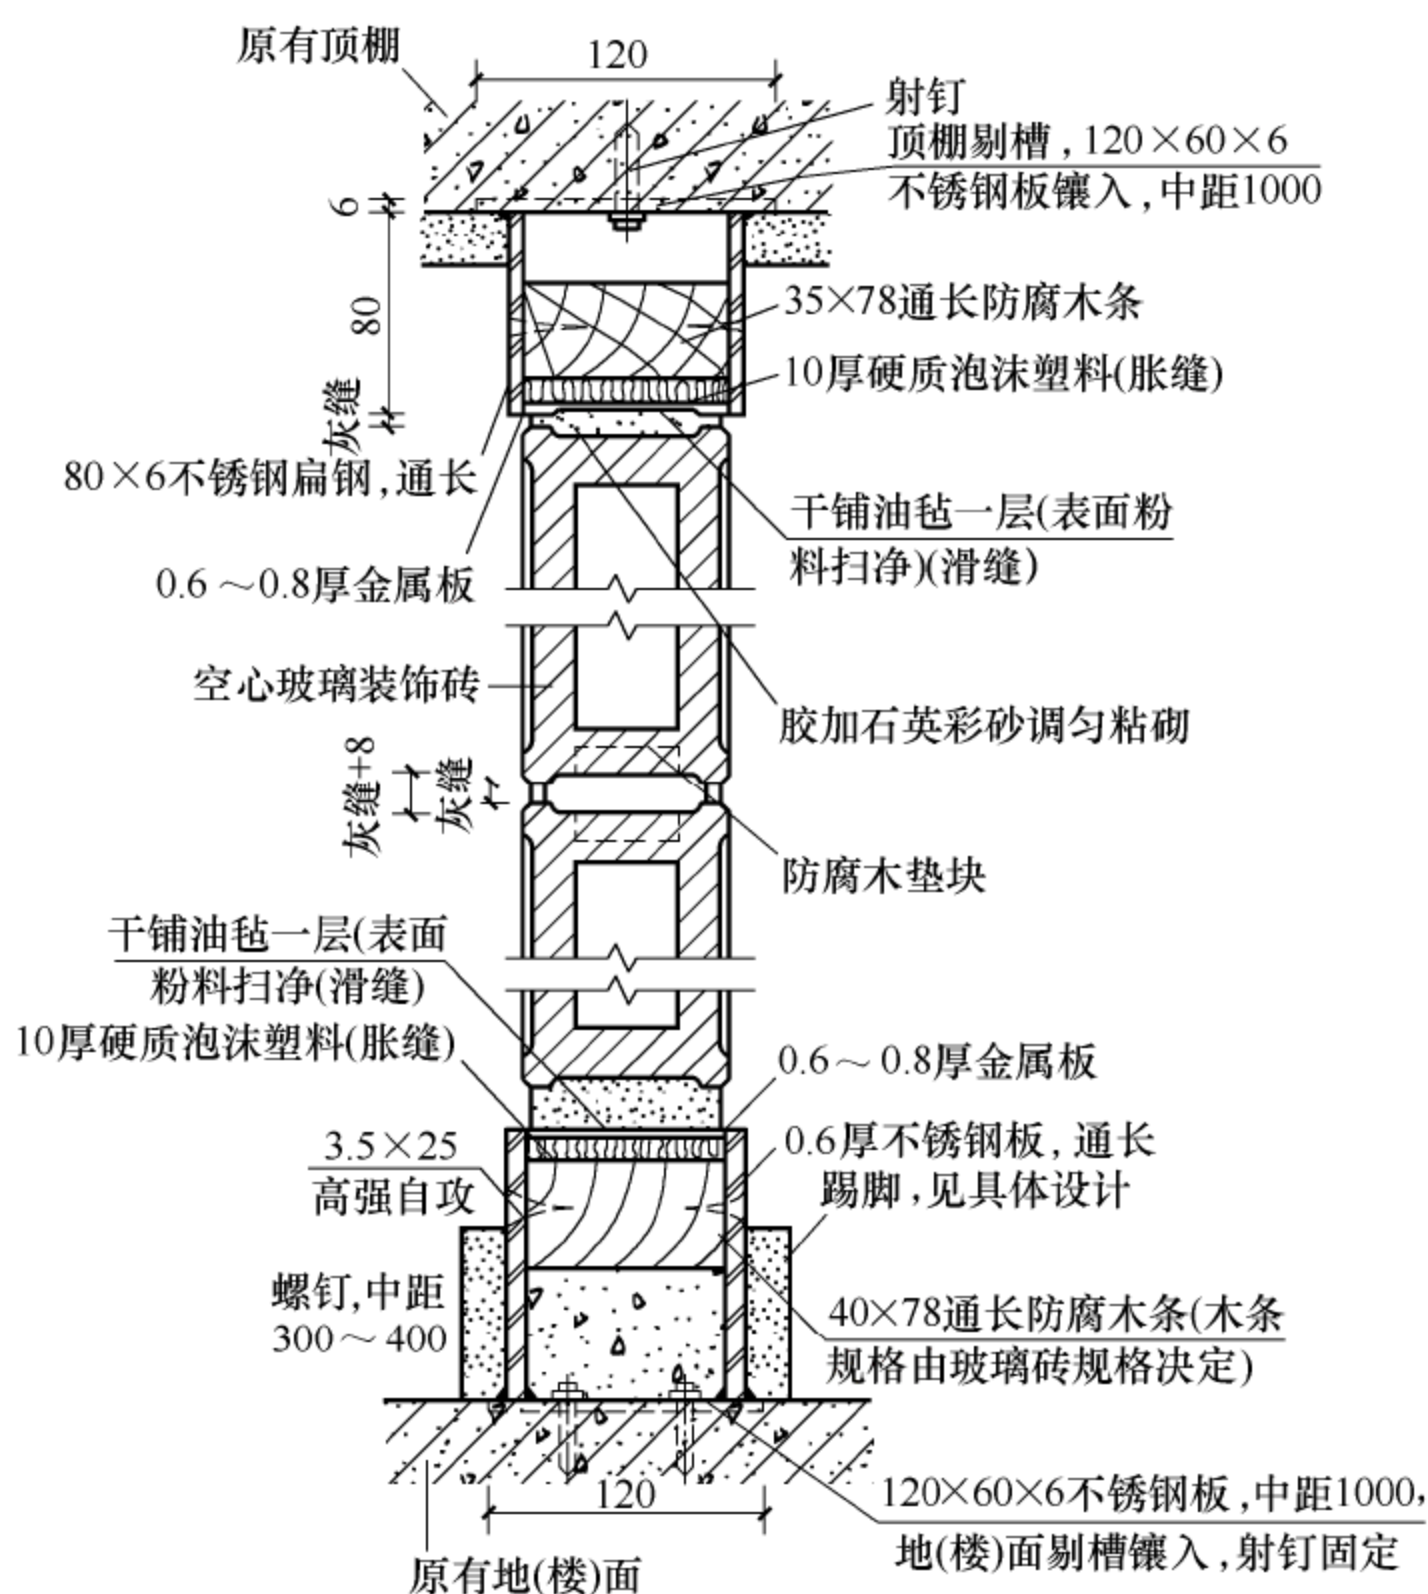 原有顶棚
120
射钉
顶棚剔槽,120×60×6
不锈钢板镶入,中距1000
6
80
灰缝
35×78通长防腐木条
10厚硬质泡沫塑料(胀缝)
80×6不锈钢扁钢,通长
干铺油毡一层(表面粉
料扫净)(滑缝)
0.6～0.8厚金属板
空心玻璃装饰砖
胶加石英彩砂调匀粘砌
灰缝+8
灰缝
防腐木垫块
干铺油毡一层(表面
粉料扫净(滑缝)
10厚硬质泡沫塑料(胀缝)
0.6～0.8厚金属板
3.5×25
高强自攻
0.6厚不锈钢板,通长
踢脚,见具体设计
螺钉,中距
300～400
40×78通长防腐木条(木条
规格由玻璃砖规格决定)
120
120×60×6不锈钢板,中距1000,
地(楼)面剔槽镶入,射钉固定
原有地(楼)面